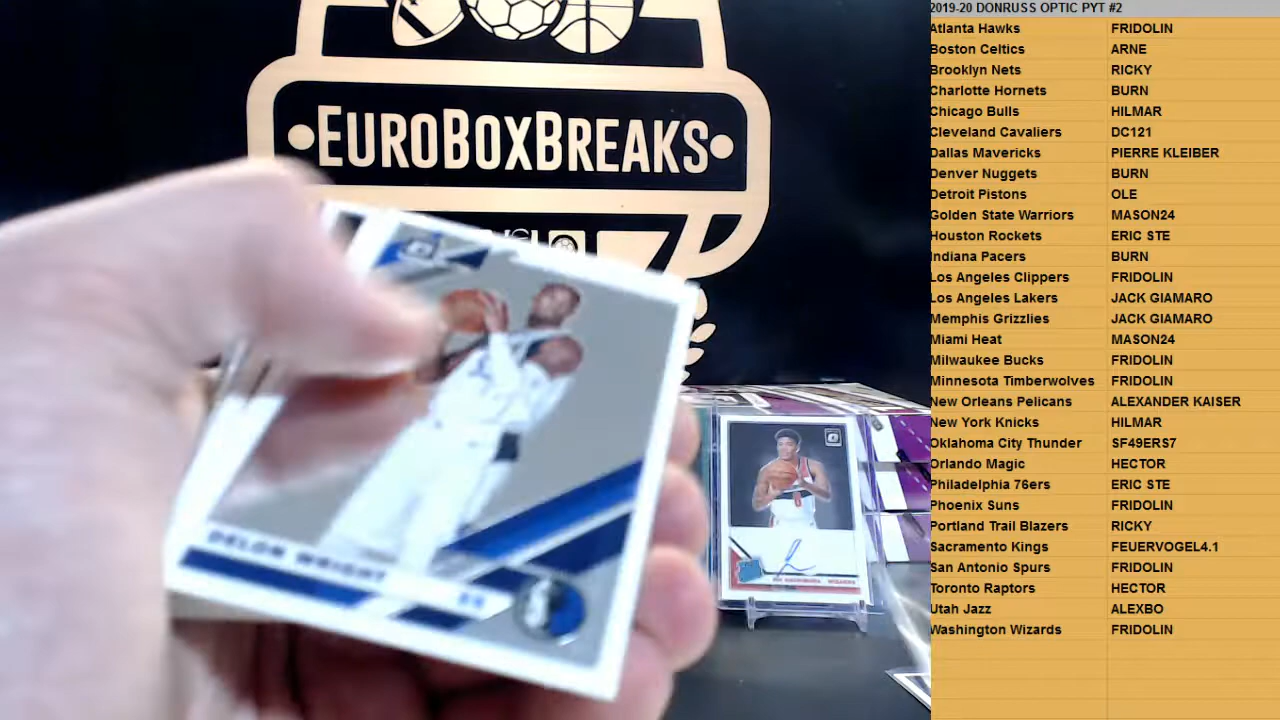 EUROBOXBREAKS
DELON WRIGHT
WIZARDS
2019-20 DONRUSS OPTIC PYT #2
Atlanta Hawks FRIDOLIN
Boston Celtics ARNE
Brooklyn Nets RICKY
Charlotte Hornets BURN
Chicago Bulls HILMAR
Cleveland Cavaliers DC121
Dallas Mavericks PIERRE KLEIBER
Denver Nuggets BURN
Detroit Pistons OLE
Golden State Warriors MASON24
Houston Rockets ERIC STE
Indiana Pacers BURN
Los Angeles Clippers FRIDOLIN
Los Angeles Lakers JACK GIAMARO
Memphis Grizzlies JACK GIAMARO
Miami Heat MASON24
Milwaukee Bucks FRIDOLIN
Minnesota Timberwolves FRIDOLIN
New Orleans Pelicans ALEXANDER KAISER
New York Knicks HILMAR
Oklahoma City Thunder SF49ERS7
Orlando Magic HECTOR
Philadelphia 76ers ERIC STE
Phoenix Suns FRIDOLIN
Portland Trail Blazers RICKY
Sacramento Kings FEUERVOGEL4.1
San Antonio Spurs FRIDOLIN
Toronto Raptors HECTOR
Utah Jazz ALEXBO
Washington Wizards FRIDOLIN